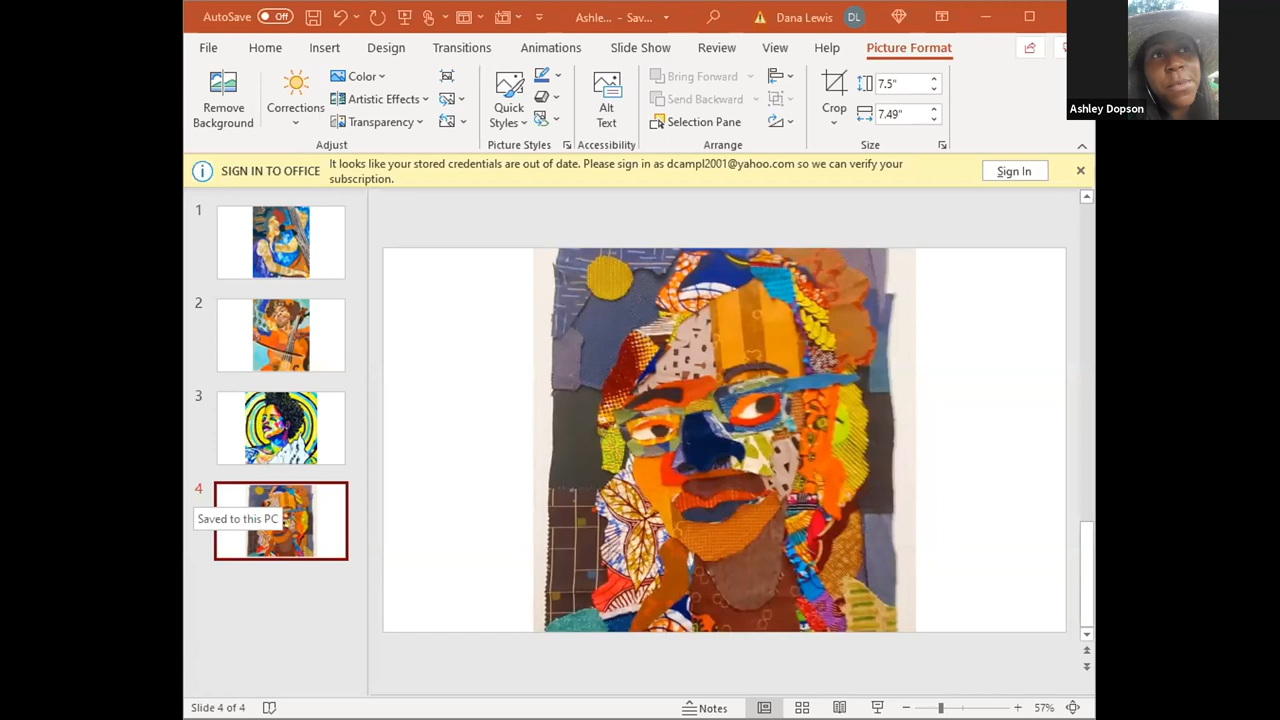 AutoSave Off Ashle... - Sav... Dana Lewis DL
File Home Insert Design Transitions Animations Slide Show Review View Help Picture Format
Remove Background
Corrections
Color
Artistic Effects
Transparency
Quick Styles
Alt Text
Bring Forward
Send Backward
Selection Pane
Crop
7.5"
7.49"
Adjust Picture Styles Accessibility Arrange Size
SIGN IN TO OFFICE
It looks like your stored credentials are out of date. Please sign in as dcampl2001@yahoo.com so we can verify your
subscription.
Sign In
1
2
3
4
Saved to this PC
Slide 4 of 4 Notes 57%
Ashley Dopson